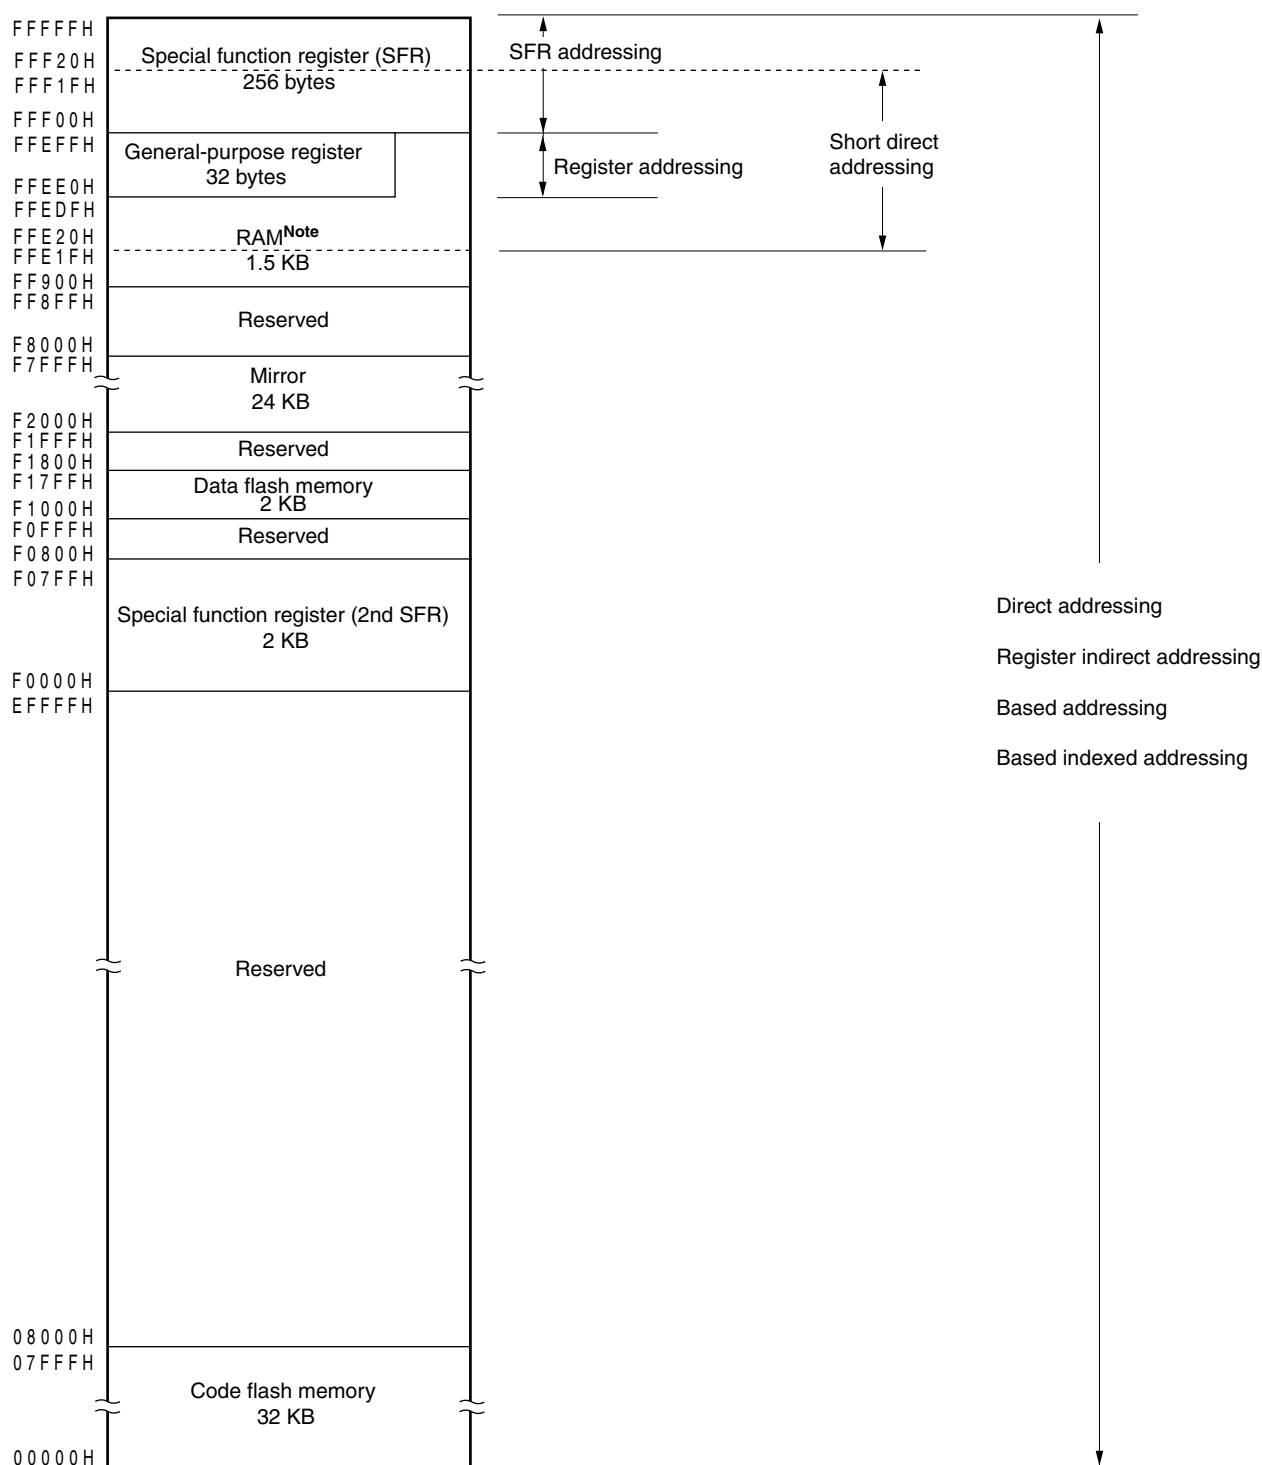 FFFFFH
Special function register (SFR)
256 bytes
SFR addressing
FFF20H
FFF1FH
FFF00H
FFEFFH
General-purpose register
32 bytes
Register addressing
Short direct
addressing
FFEE0H
FFEDFH
FFE20H
RAMNote
1.5 KB
FFE1FH
FF900H
FF8FFH
Reserved
F8000H
F7FFFH
Mirror
24 KB
F2000H
F1FFFH
Reserved
F1800H
F17FFH
Data flash memory
2 KB
F1000H
F0FFFH
Reserved
F0800H
F07FFH
Special function register (2nd SFR)
2 KB
F0000H
EFFFFH
Direct addressing
Register indirect addressing
Based addressing
Based indexed addressing
Reserved
08000H
07FFFH
Code flash memory
32 KB
00000H